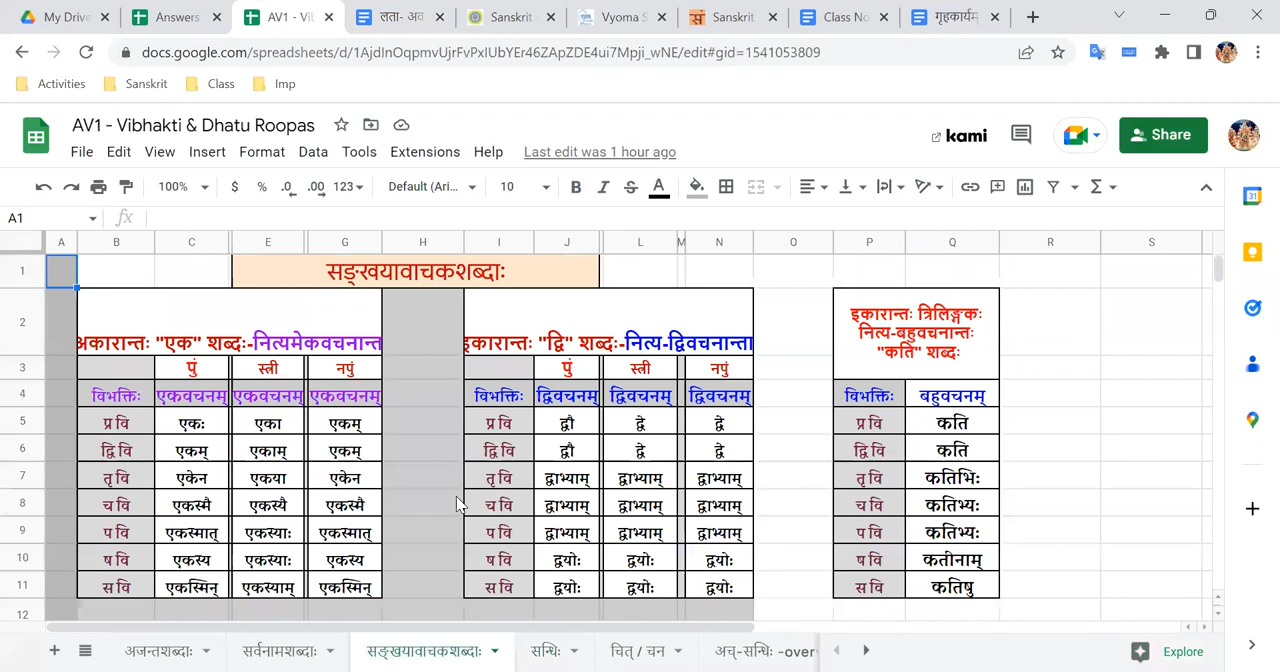 My Drive
Answers
AV1 - Vi
लता- अव
Sanskrit
Vyoma S
Sanskrit
Class No
गृहकार्यम्
docs.google.com/spreadsheets/d/
/edit#gid=1541053809
Activities Sanskrit Class Imp
AV1 - Vibhakti & Dhatu Roopas
kami
Share
File Edit View Insert Format Data Tools Extensions Help Last edit was 1 hour ago
100% $ % .0 .00 123 Default (Ari... 10 B I S A
A1 fx
A B C E G H I J L M N O P Q R S
1 सङ्खयावाचकशब्दाः
2 अकारान्तः "एक" शब्दः-नित्यमेकवचनान्त इकारान्तः "द्वि" शब्दः-नित्य-द्विवचनान्ता
इकारान्तः त्रिलिङ्गकः
नित्य-बहुवचनान्तः
"कति" शब्दः
3 पुं स्त्री नपुं पुं स्त्री नपुं
4 विभक्तिः एकवचनम् एकवचनम् एकवचनम् विभक्तिः द्विवचनम् द्विवचनम् द्विवचनम् विभक्तिः बहुवचनम्
5 प्र वि एकः एका एकम् प्र वि द्वौ द्वे द्वे प्र वि कति
6 द्वि वि एकम् एकाम् एकम् द्वि वि द्वौ द्वे द्वे द्वि वि कति
7 तृ वि एकेन एकया एकेन तृ वि द्वाभ्याम् द्वाभ्याम् द्वाभ्याम् तृ वि कतिभिः
8 च वि एकस्मै एकस्यै एकस्मै च वि द्वाभ्याम् द्वाभ्याम् द्वाभ्याम् च वि कतिभ्यः
9 प वि एकस्मात् एकस्याः एकस्मात् प वि द्वाभ्याम् द्वाभ्याम् द्वाभ्याम् प वि कतिभ्यः
10 ष वि एकस्य एकस्याः एकस्य ष वि द्वयोः द्वयोः द्वयोः ष वि कतीनाम्
11 स वि एकस्मिन् एकस्याम् एकस्मिन् स वि द्वयोः द्वयोः द्वयोः स वि कतिषु
12
अजन्तशब्दाः सर्वनामशब्दाः सङ्खयावाचकशब्दाः सन्धिः चित् / चन अच्-सन्धिः -over Explore